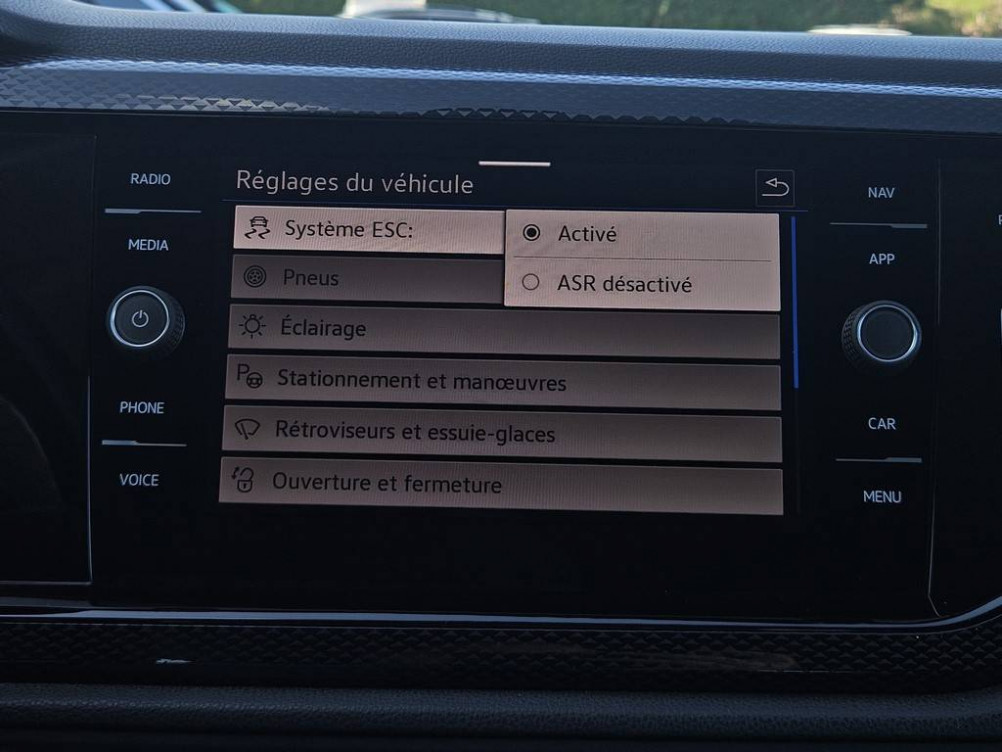 RADIO
MEDIA
PHONE
VOICE
Réglages du véhicule
Système ESC:
Activé
ASR désactivé
Pneus
Éclairage
Stationnement et manœuvres
Rétroviseurs et essuie-glaces
Ouverture et fermeture
NAV
APP
CAR
MENU